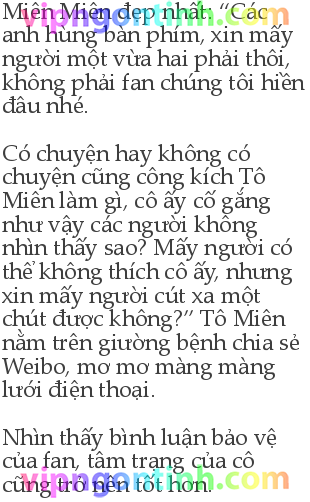 Miên Miên đẹp nhất: “Các
vipngontinh.com
anh hùng bàn phím, xin mấy
người một vừa hai phải thôi,
không phải fan chúng tôi hiền
đâu nhé.
Có chuyện hay không có
chuyện cũng công kích Tô
Miên làm gì, cô ấy cố gắng
như vậy các người không
nhìn thấy sao? Mấy người có
thể không thích cô ấy, nhưng
xin mấy người cút xa một
chút được không?” Tô Miên
nằm trên giường bệnh chia sẻ
Weibo, mơ mơ màng màng
lưới điện thoại.
Nhìn thấy bình luận bảo vệ
của fan, tâm trạng của cô
vipngontinh.com
cũng trở nên tốt hơn.